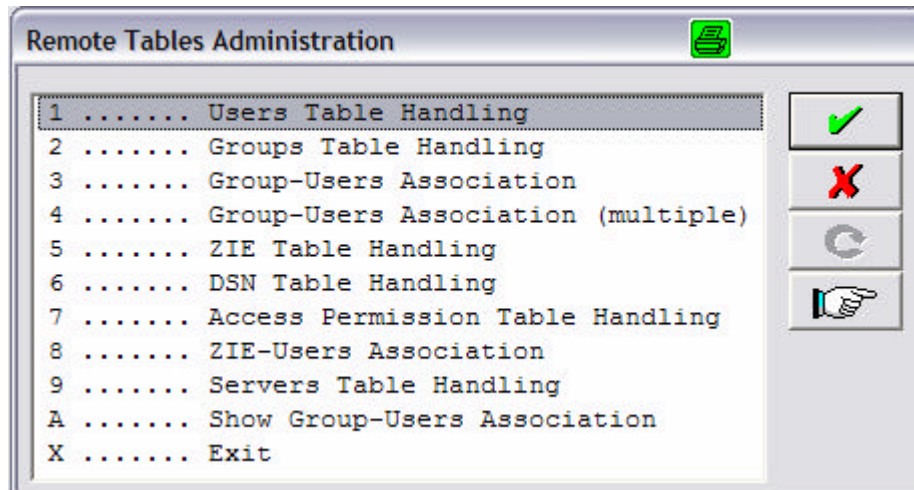 Remote Tables Administration
1 ....... Users Table Handling
2 ....... Groups Table Handling
3 ....... Group-Users Association
4 ....... Group-Users Association (multiple)
5 ....... ZIE Table Handling
6 ....... DSN Table Handling
7 ....... Access Permission Table Handling
8 ....... ZIE-Users Association
9 ....... Servers Table Handling
A ....... Show Group-Users Association
X ....... Exit